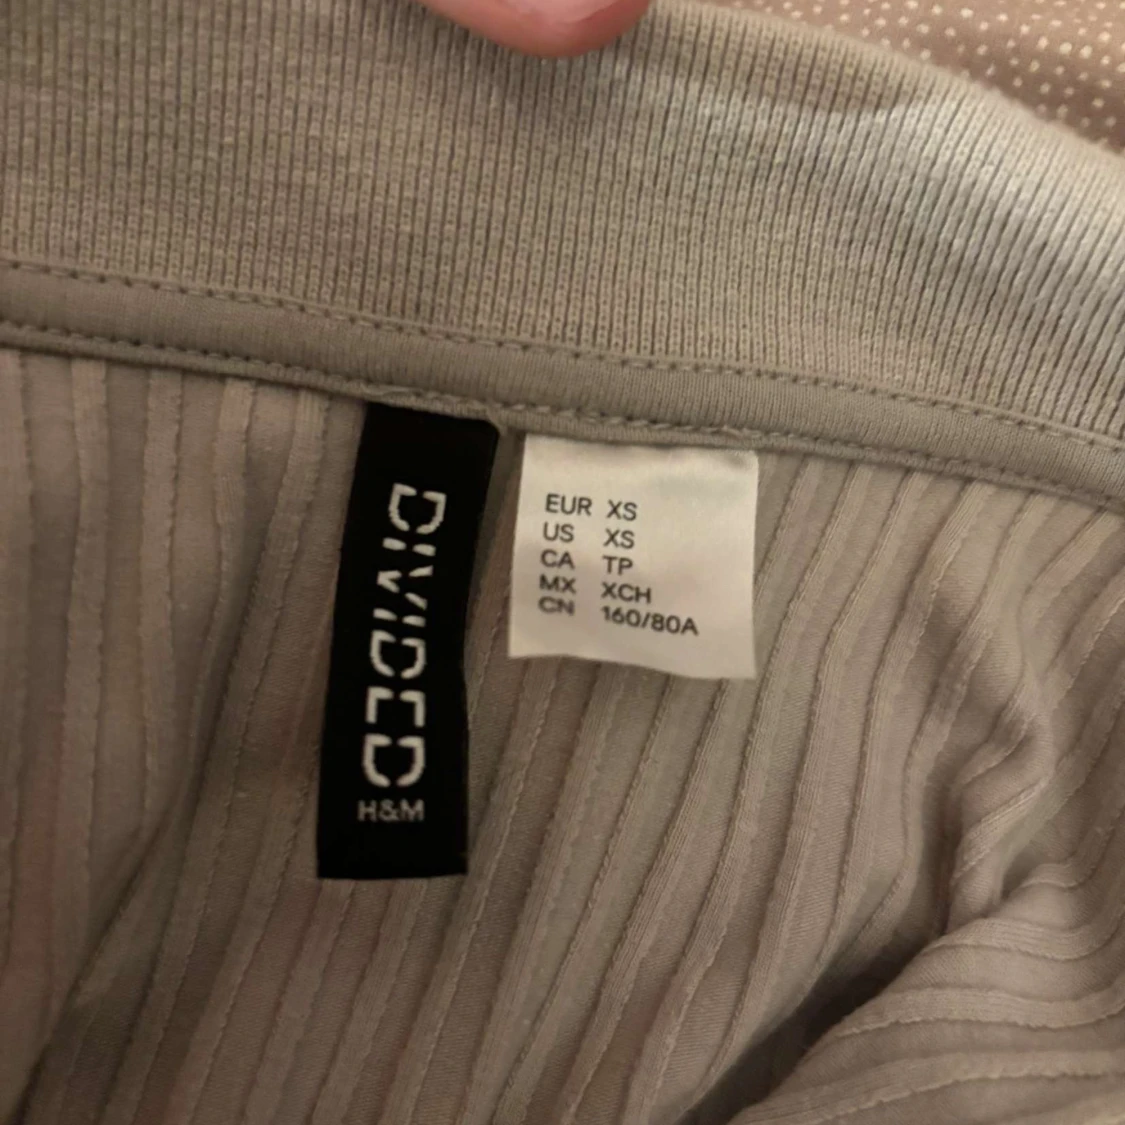 DIVIDED
H&M
EUR XS
US XS
CA TP
MX XCH
CN 160/80A